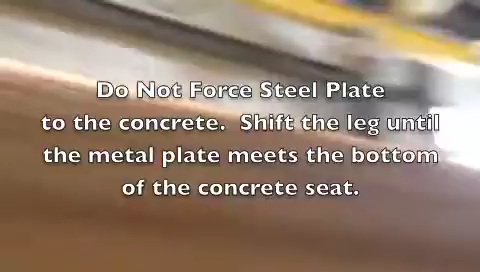 Do Not Force Steel Plate
to the concrete. Shift the leg until
the metal plate meets the bottom
of the concrete seat.